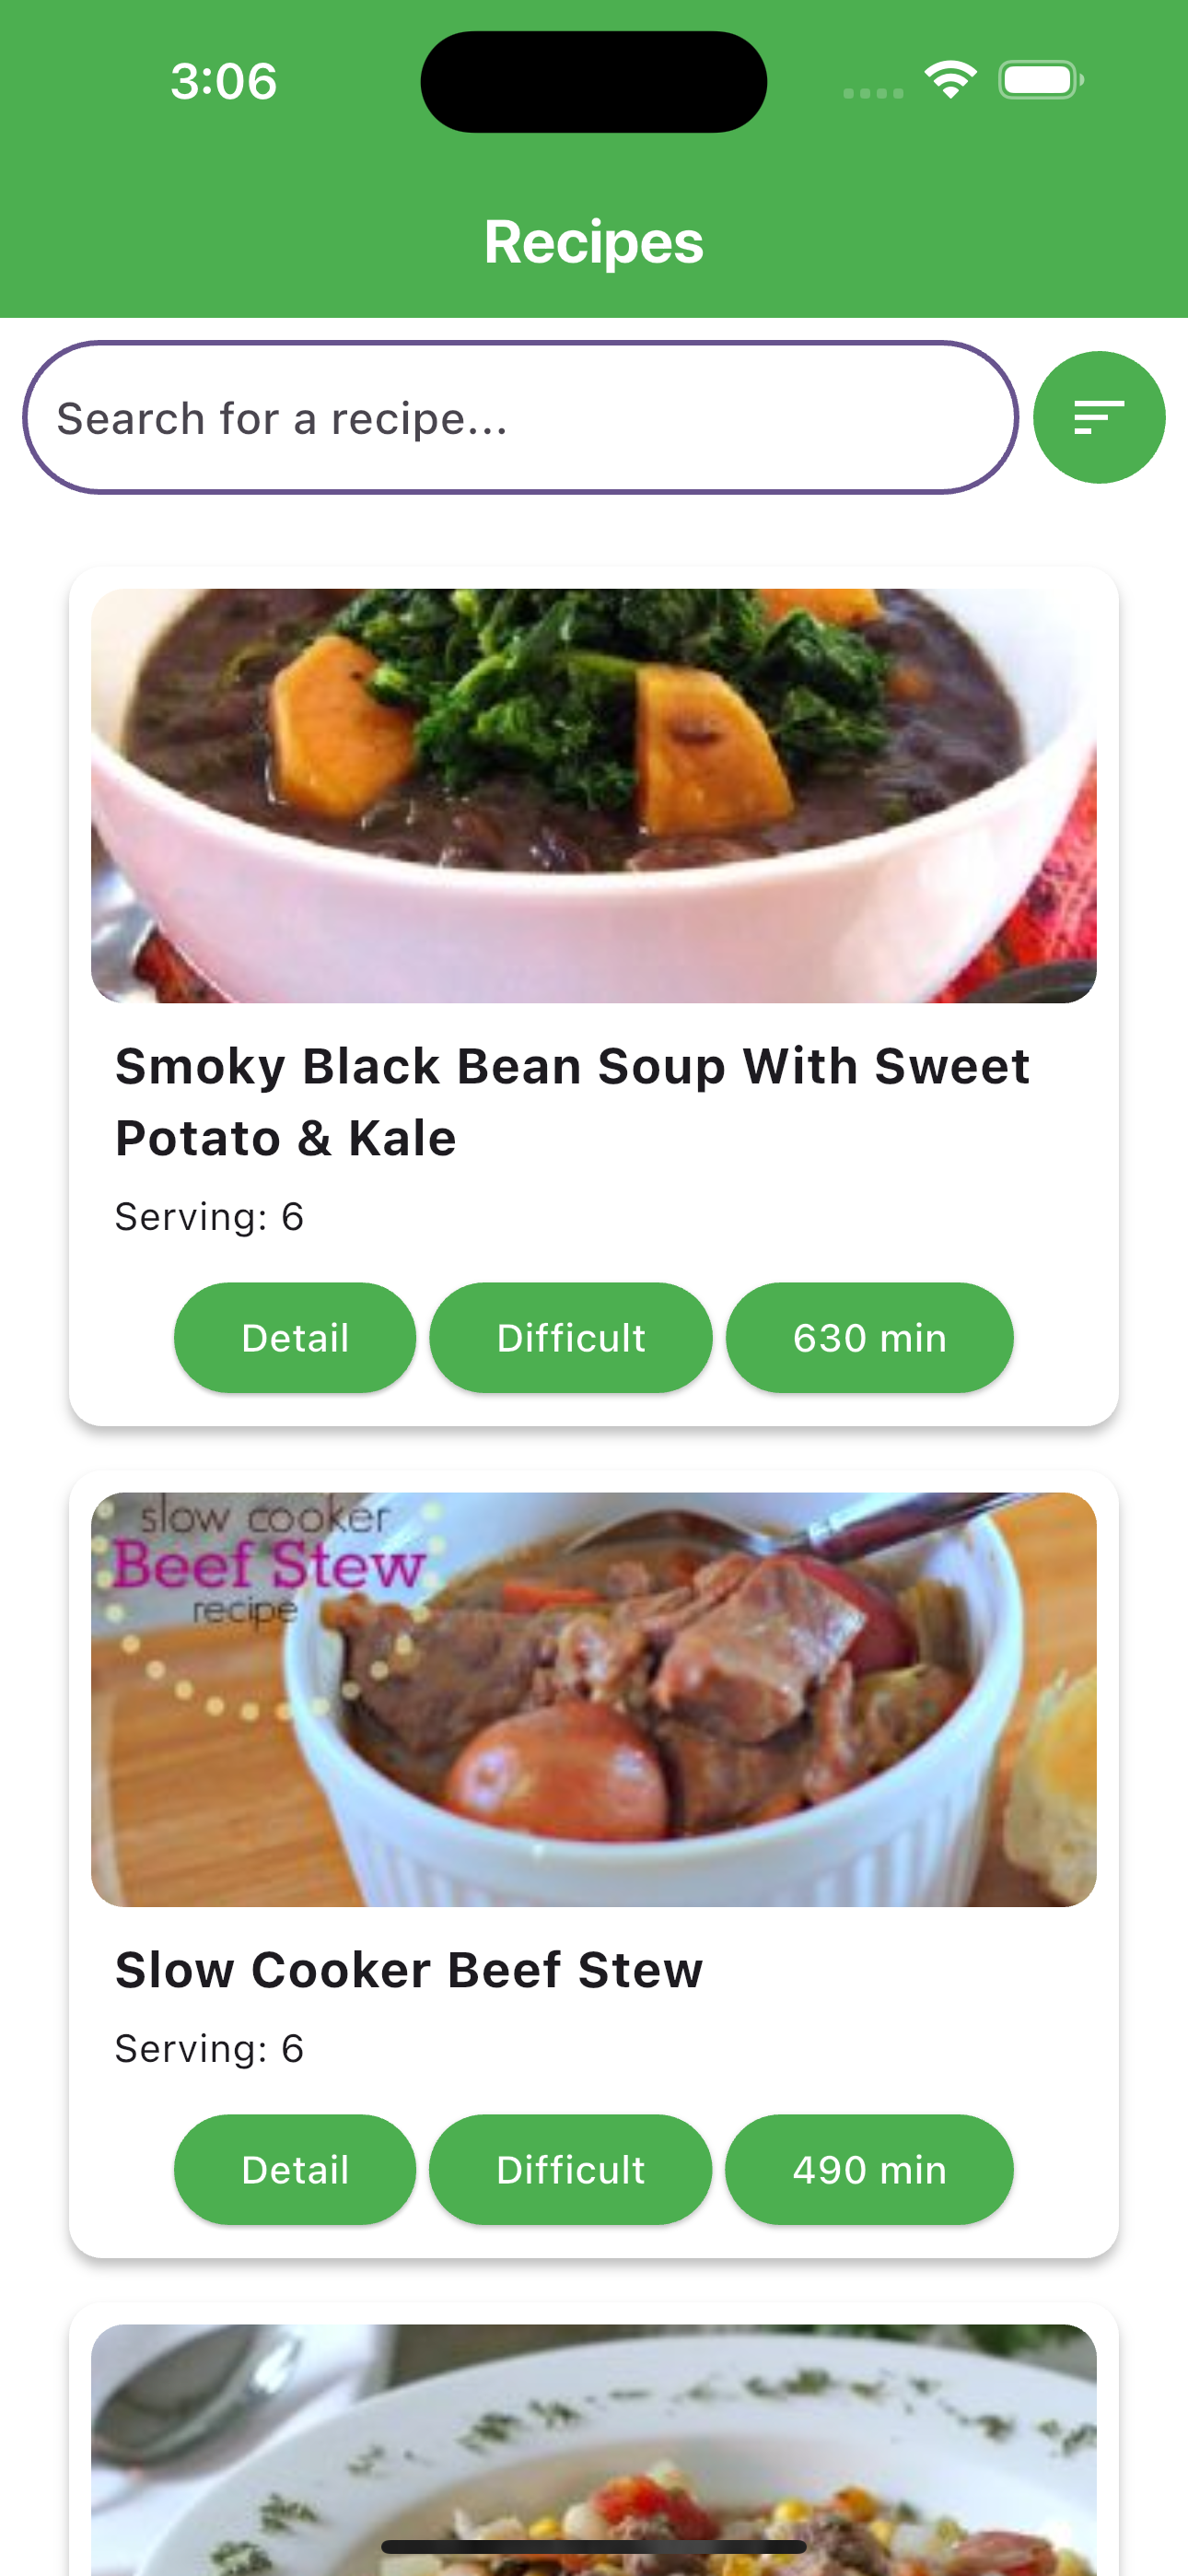 3:06
Recipes
Search for a recipe...
Smoky Black Bean Soup With Sweet
Potato & Kale
Serving: 6
Detail
Difficult
630 min
slow cooker
Beef Stew
recipe
Slow Cooker Beef Stew
Serving: 6
Detail
Difficult
490 min